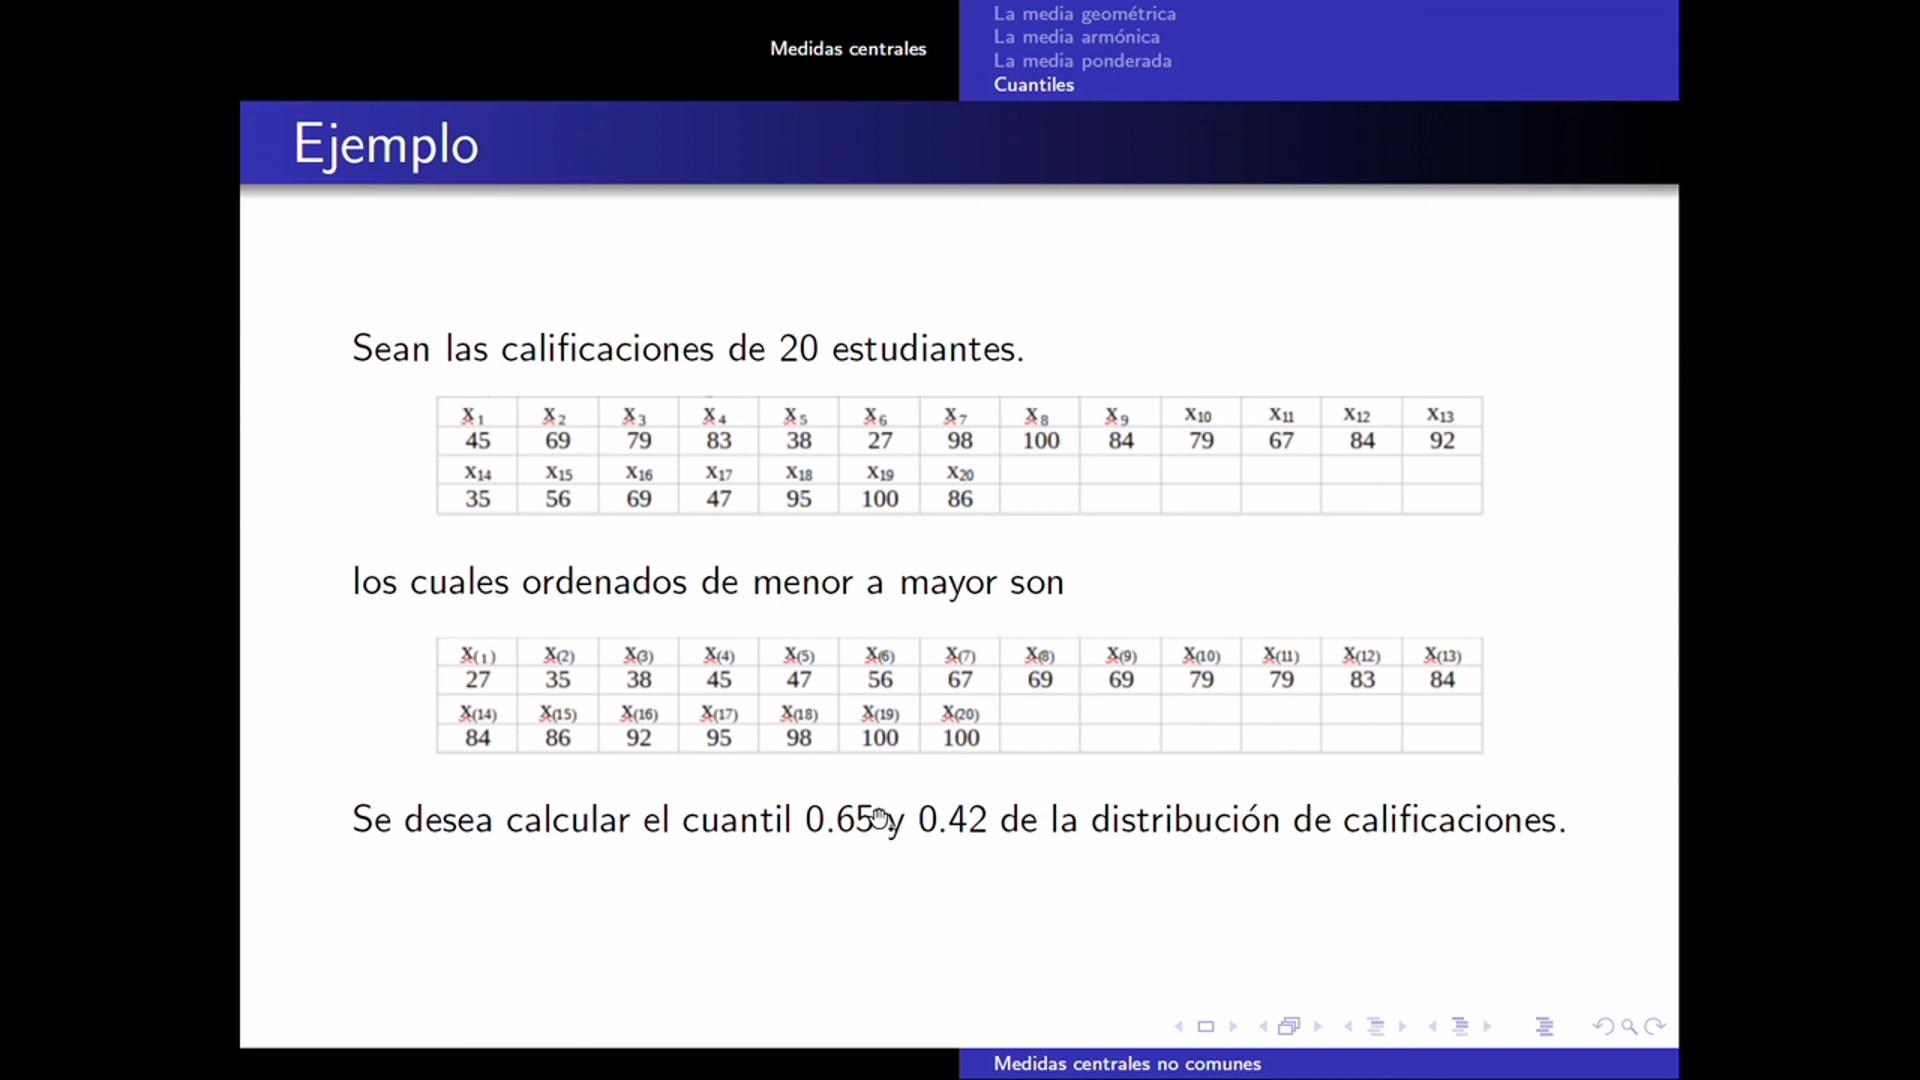 Medidas centrales
La media geométrica
La media armónica
La media ponderada
Cuantiles
Ejemplo
Sean las calificaciones de 20 estudiantes.
x1 x2 x3 x4 x5 x6 x7 x8 x9 x10 x11 x12 x13
45 69 79 83 38 27 98 100 84 79 67 84 92
x14 x15 x16 x17 x18 x19 x20
35 56 69 47 95 100 86
los cuales ordenados de menor a mayor son
x(1) x(2) x(3) x(4) x(5) x(6) x(7) x(8) x(9) x(10) x(11) x(12) x(13)
27 35 38 45 47 56 67 69 69 79 79 83 84
x(14) x(15) x(16) x(17) x(18) x(19) x(20)
84 86 92 95 98 100 100
Se desea calcular el cuantil 0.65 y 0.42 de la distribución de calificaciones.
Medidas centrales no comunes